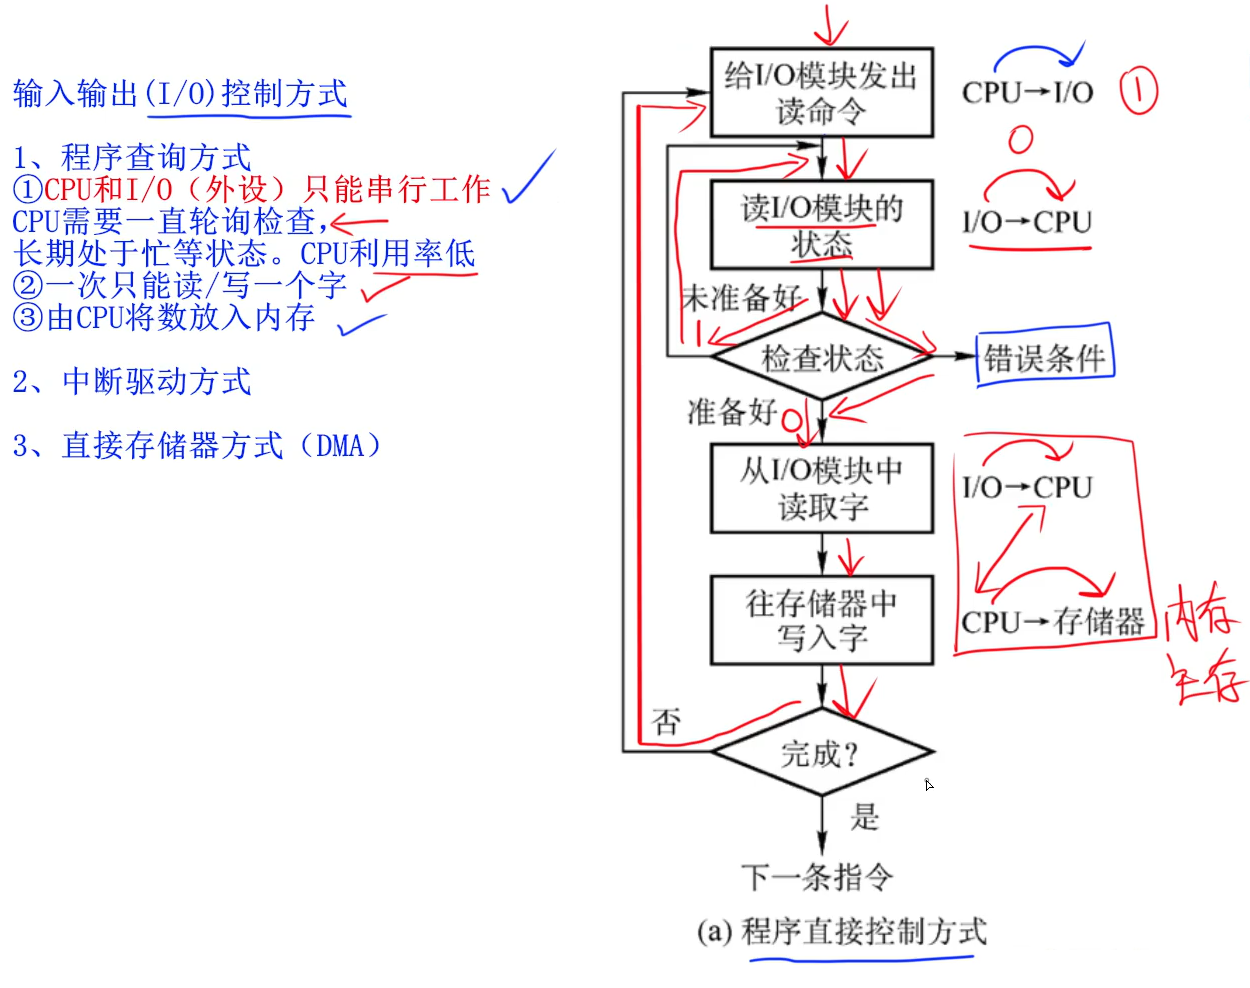 输入输出(I/O)控制方式
1、程序查询方式
①CPU和I/O（外设）只能串行工作
CPU需要一直轮询检查，
长期处于忙等状态。CPU利用率低
②一次只能读/写一个字
③由CPU将数放入内存
2、中断驱动方式
3、直接存储器方式（DMA）
给I/O模块发出
读命令
CPU→I/O
①
0
读I/O模块的
状态
I/O→CPU
未准备好
1
检查状态
错误条件
准备好
0
从I/O模块中
读取字
I/O→CPU
往存储器中
写入字
CPU→存储器
内存
主存
否
完成?
是
下一条指令
(a) 程序直接控制方式